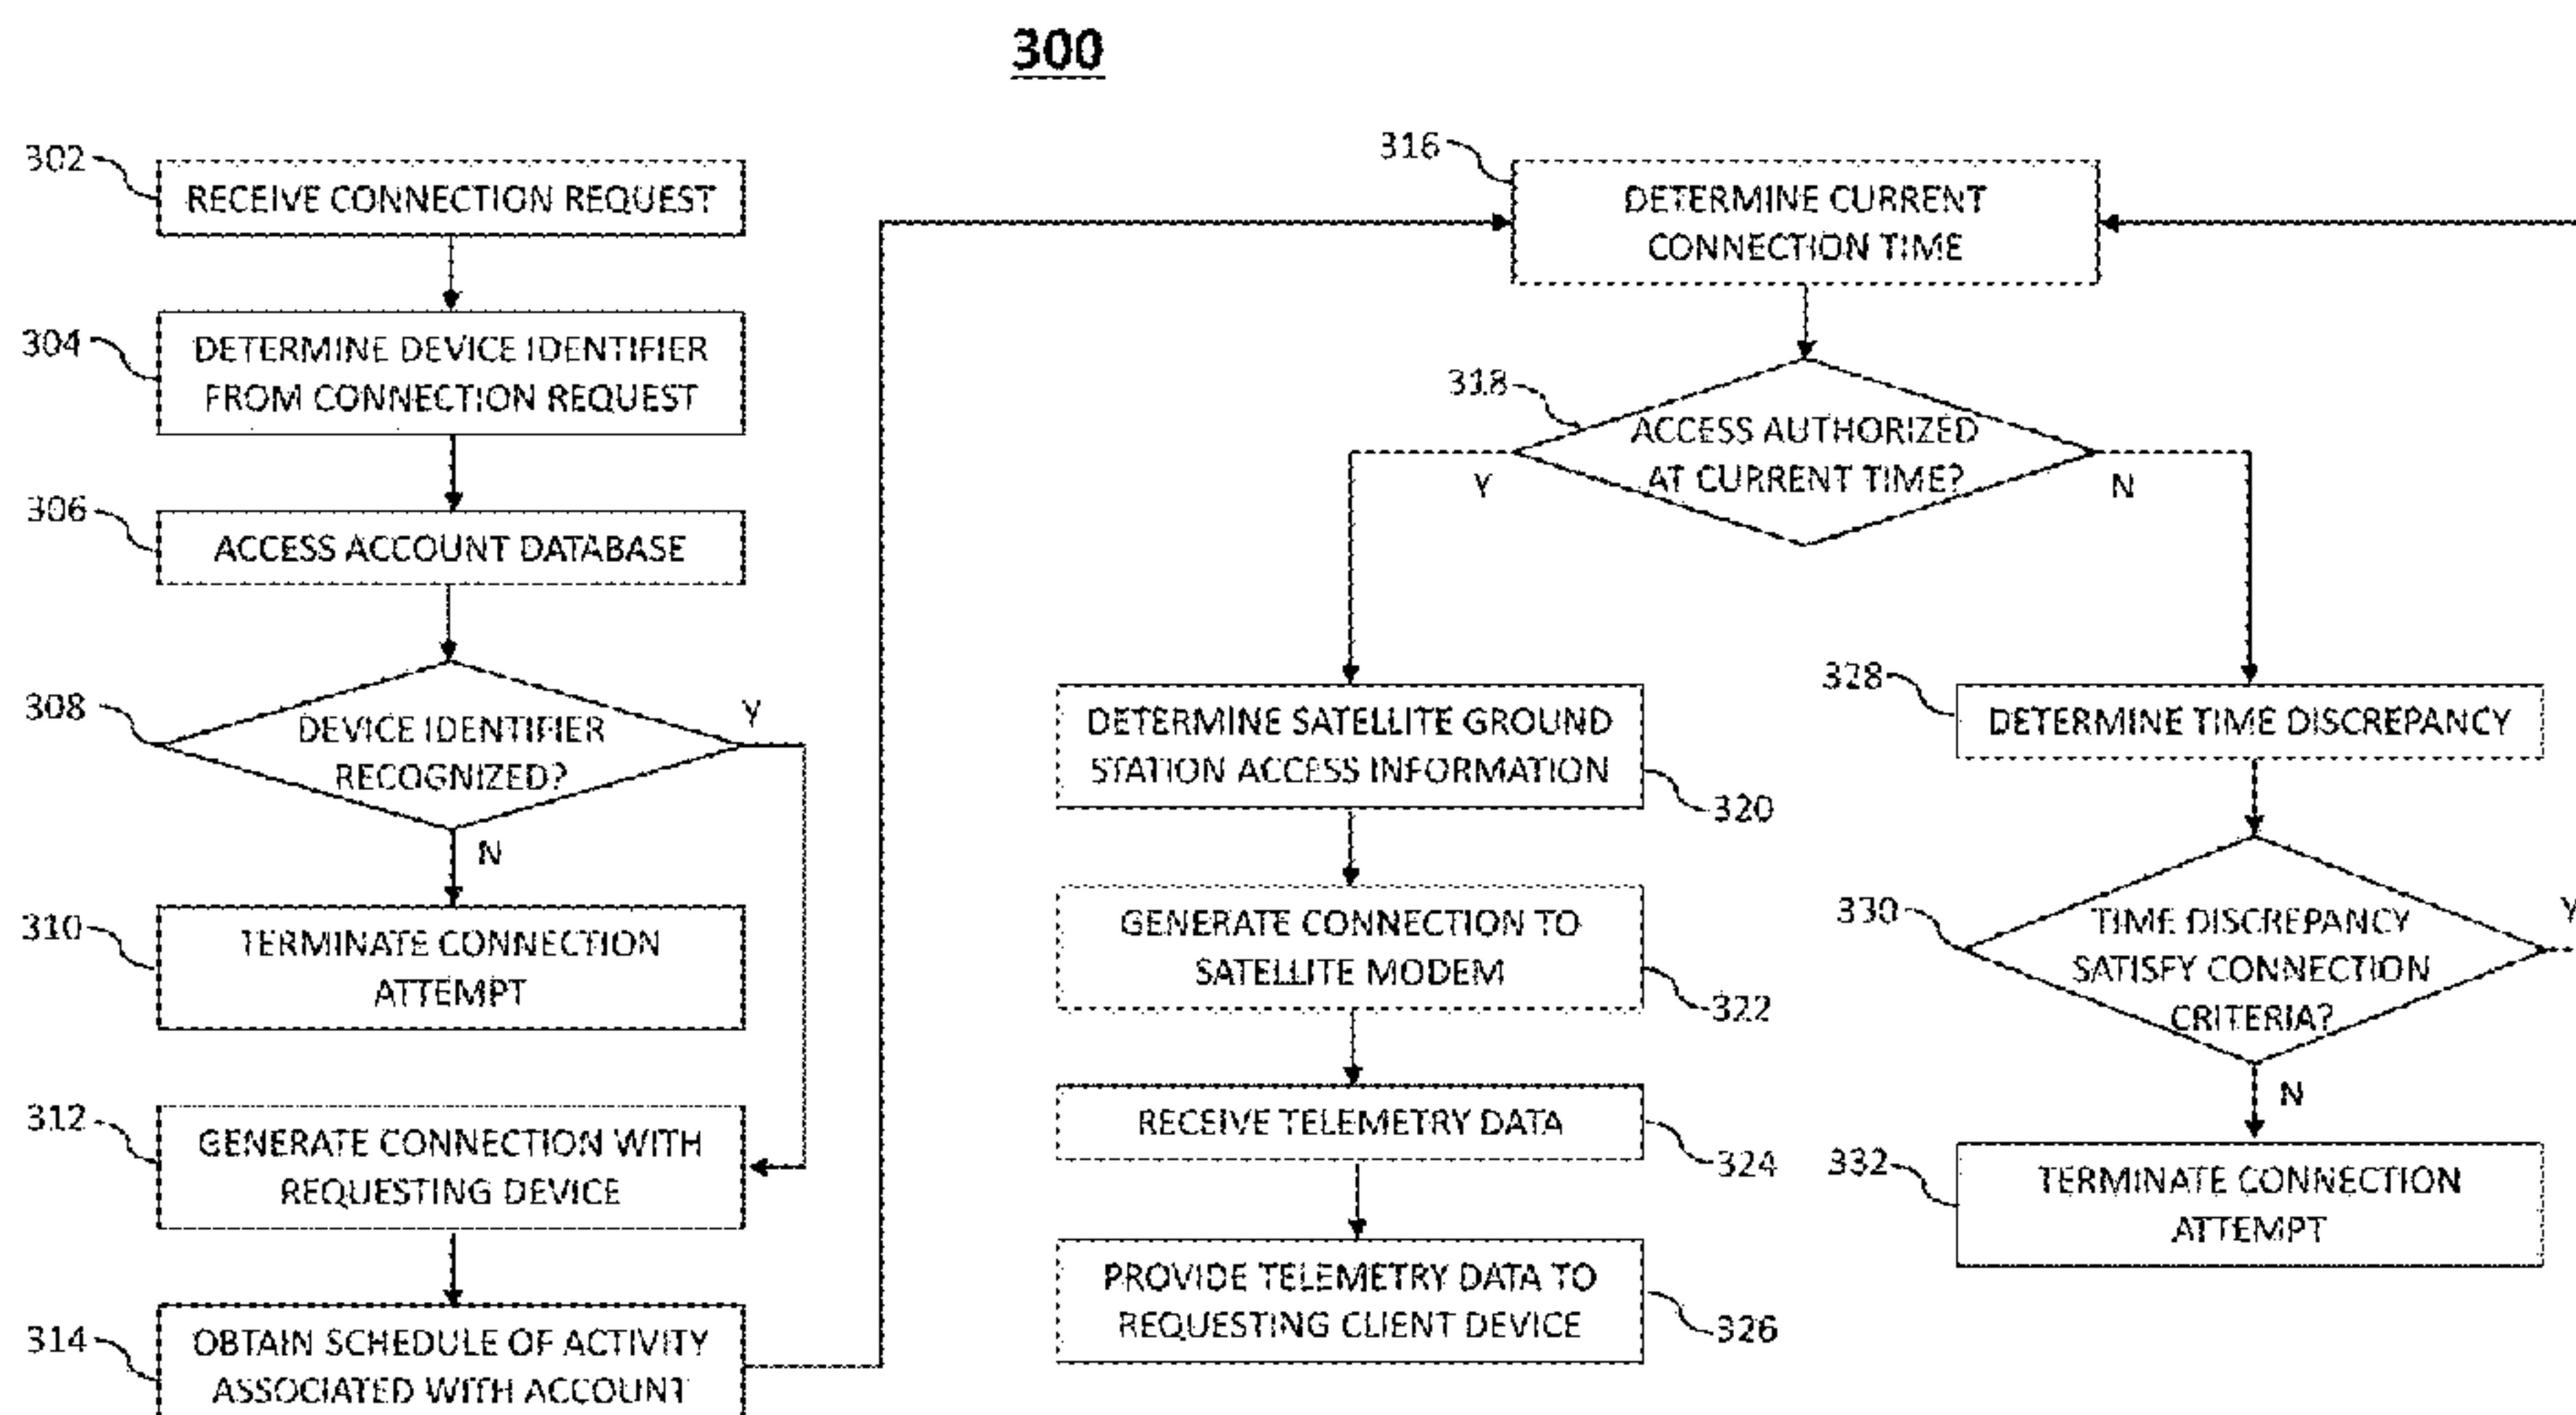 300
302
RECEIVE CONNECTION REQUEST
304
DETERMINE DEVICE IDENTIFIER
FROM CONNECTION REQUEST
306
ACCESS ACCOUNT DATABASE
308
DEVICE IDENTIFIER
RECOGNIZED?
Y
N
310
TERMINATE CONNECTION
ATTEMPT
312
GENERATE CONNECTION WITH
REQUESTING DEVICE
314
OBTAIN SCHEDULE OF ACTIVITY
ASSOCIATED WITH ACCOUNT
316
DETERMINE CURRENT
CONNECTION TIME
318
ACCESS AUTHORIZED
AT CURRENT TIME?
Y
N
DETERMINE SATELLITE GROUND
STATION ACCESS INFORMATION
320
GENERATE CONNECTION TO
SATELLITE MODEM
322
RECEIVE TELEMETRY DATA
324
PROVIDE TELEMETRY DATA TO
REQUESTING CLIENT DEVICE
326
328
DETERMINE TIME DISCREPANCY
330
TIME DISCREPANCY
SATISFY CONNECTION
CRITERIA?
Y
N
332
TERMINATE CONNECTION
ATTEMPT